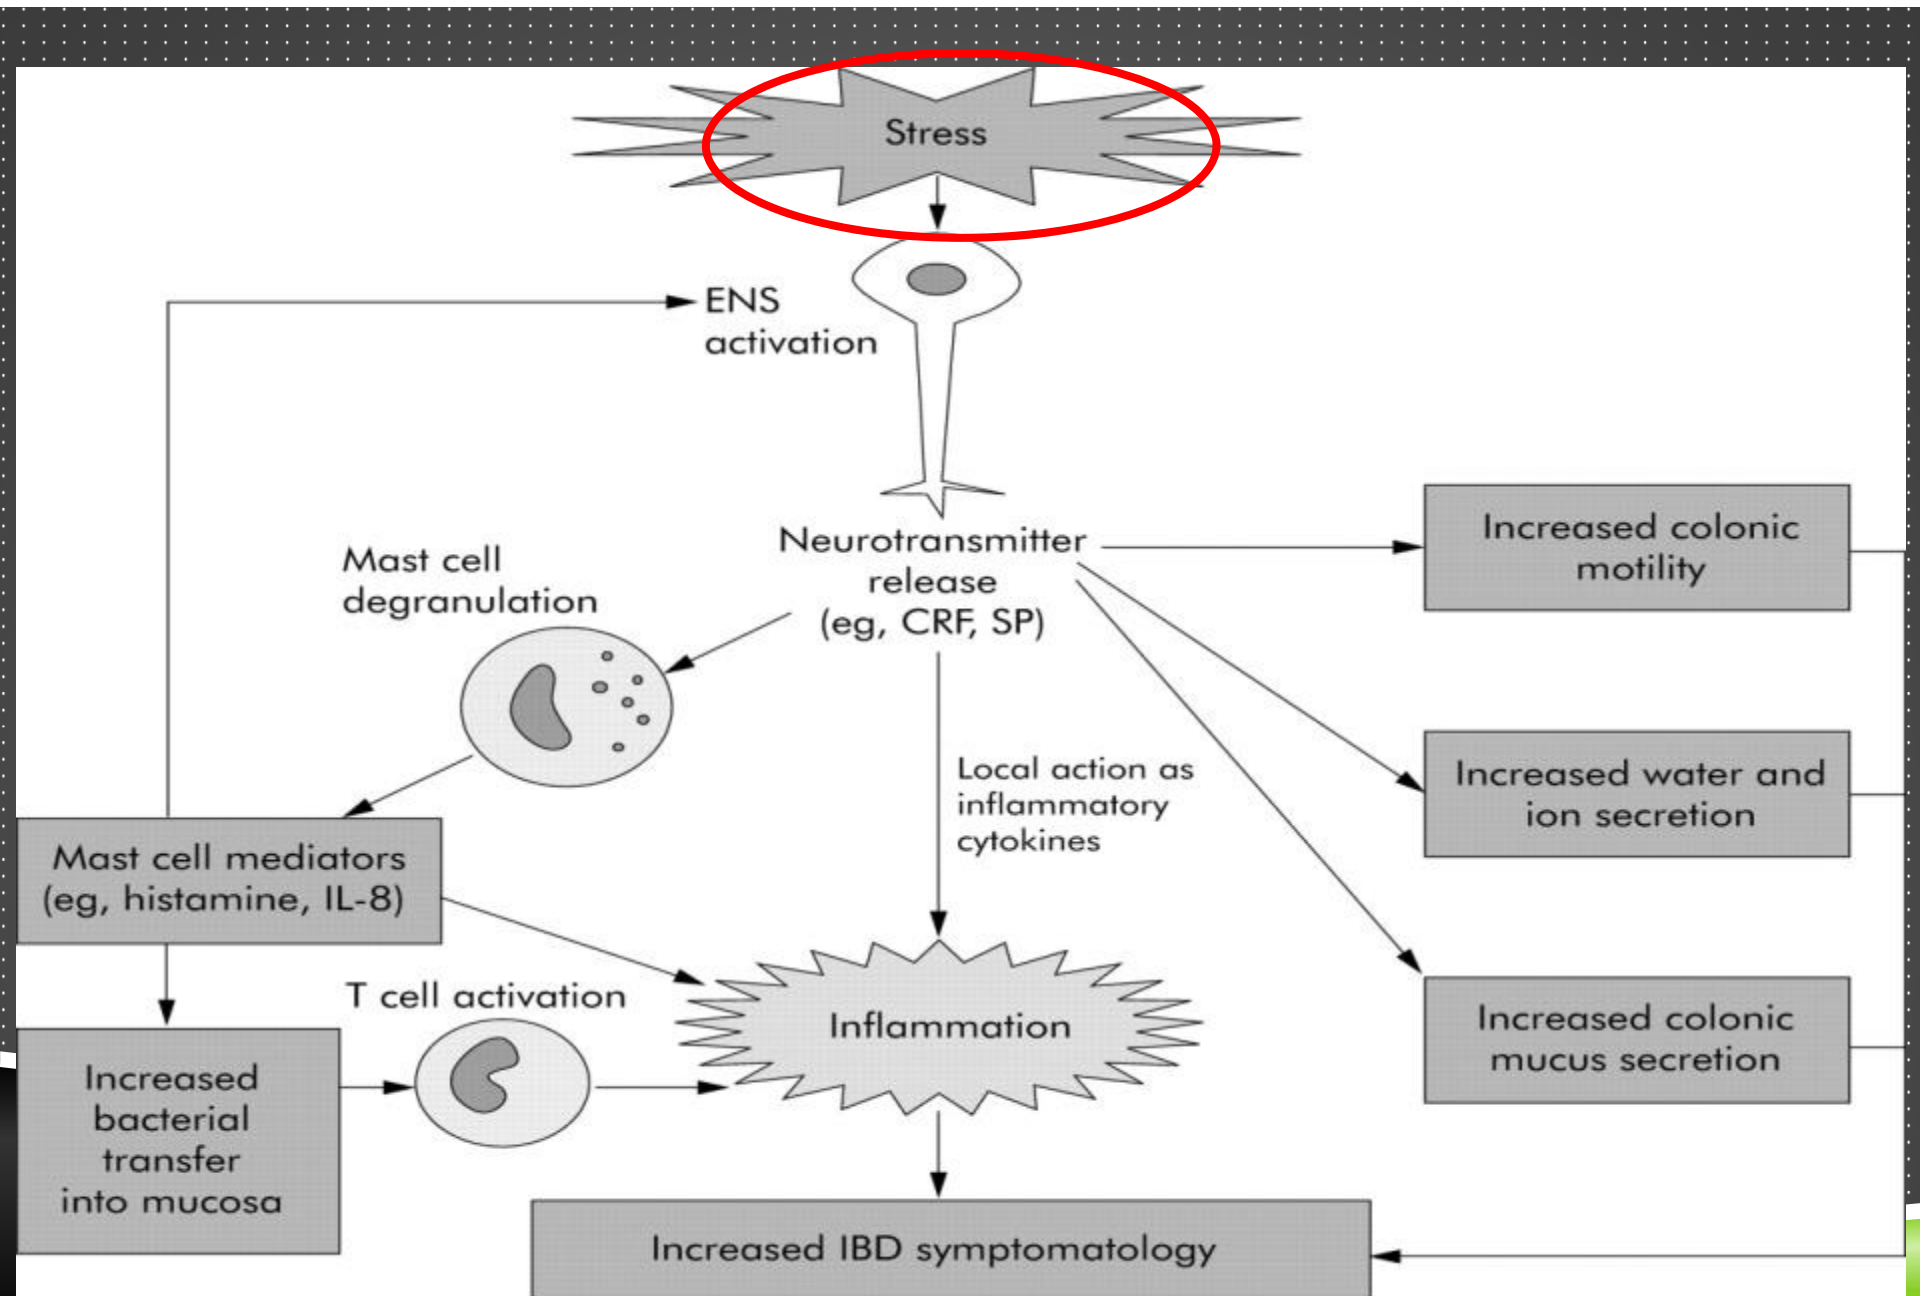 Stress
ENS
activation
Neurotransmitter
release
(eg, CRF, SP)
Mast cell
degranulation
Increased colonic
motility
Local action as
inflammatory
cytokines
Increased water and
ion secretion
Mast cell mediators
(eg, histamine, IL-8)
T cell activation
Inflammation
Increased colonic
mucus secretion
Increased
bacterial
transfer
into mucosa
Increased IBD symptomatology